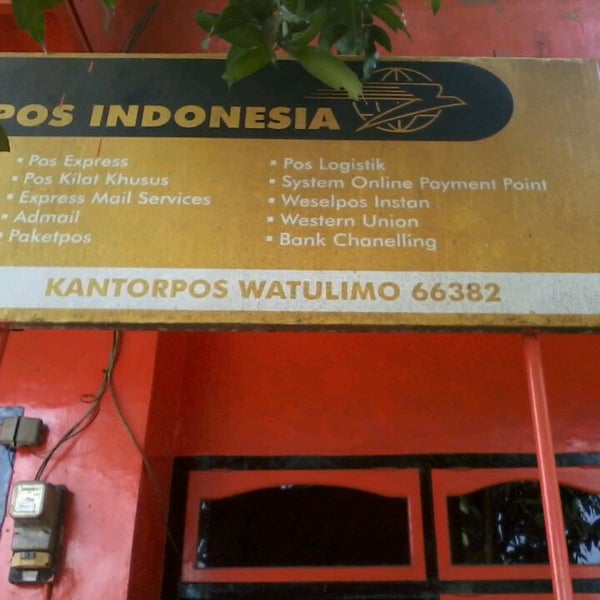 POS INDONESIA
▪ Pos Express
▪ Pos Kilat Khusus
▪ Express Mail Services
▪ Admail
▪ Paketpos
▪ Pos Logistik
▪ System Online Payment Point
▪ Weselpos Instan
▪ Western Union
▪ Bank Chanelling
KANTORPOS WATULIMO 66382